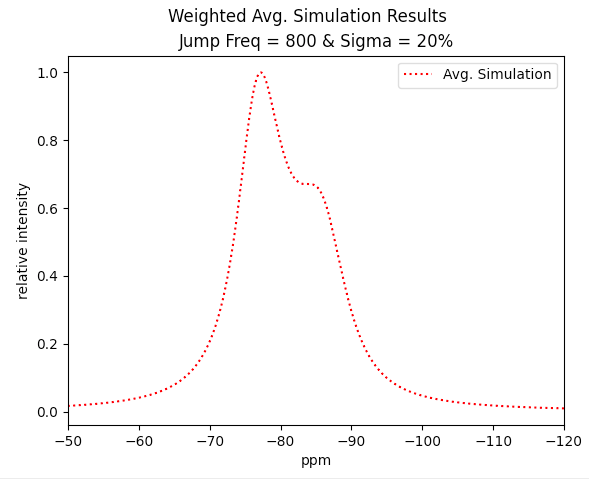 Weighted Avg. Simulation Results
Jump Freq = 800 & Sigma = 20%
Avg. Simulation
relative intensity
1.0
0.8
0.6
0.4
0.2
0.0
−50 −60 −70 −80 −90 −100 −110 −120
ppm